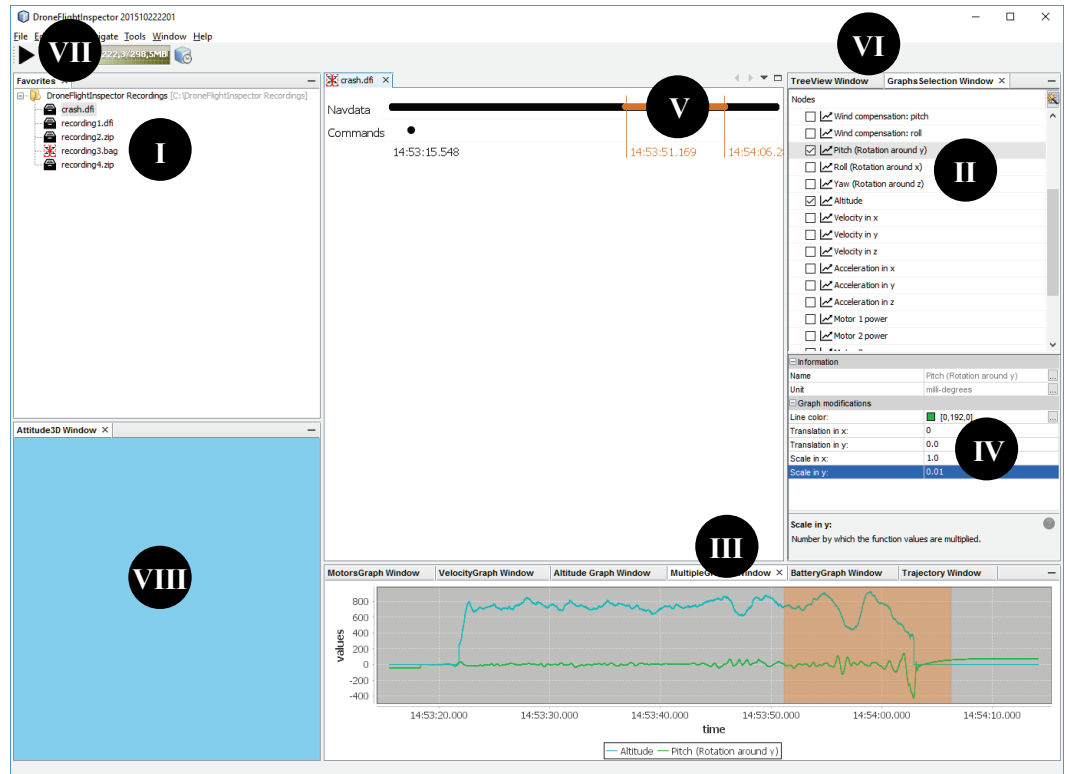 DroneFlightInspector 201510222201
File
Tools Window Help
VII
222,9/298,5MB
VI
Favorites
DroneFlightInspector Recordings [C:\DroneFlightInspector Recordings]
crash.dfi
recording1.dfi
recording2.zip
recording3.bag
recording4.zip
I
Attitude3D Window
VIII
crash.dfi
Navdata
Commands
V
14:53:15.548
14:53:51.169
14:54:06.2
TreeView Window GraphsSelection Window
Nodes
Wind compensation: pitch
Wind compensation: roll
Pitch (Rotation around y)
Roll (Rotation around x)
Yaw (Rotation around z)
Altitude
Velocity in x
Velocity in y
Velocity in z
Acceleration in x
Acceleration in y
Acceleration in z
Motor 1 power
Motor 2 power
II
Information
Name Pitch (Rotation around y)
Unit milli-degrees
Graph modifications
Line color: [0,192,0]
Translation in x: 0
Translation in y: 0.0
Scale in x: 1.0
Scale in y: 0.01
IV
Scale in y:
Number by which the function values are multiplied.
III
MotorsGraph Window VelocityGraph Window Altitude Graph Window BatteryGraph Window Trajectory Window
values
800
600
400
200
0
-200
-400
14:53:20.000 14:53:30.000 14:53:40.000 14:53:50.000 14:54:00.000 14:54:10.000
time
Altitude Pitch (Rotation around y)